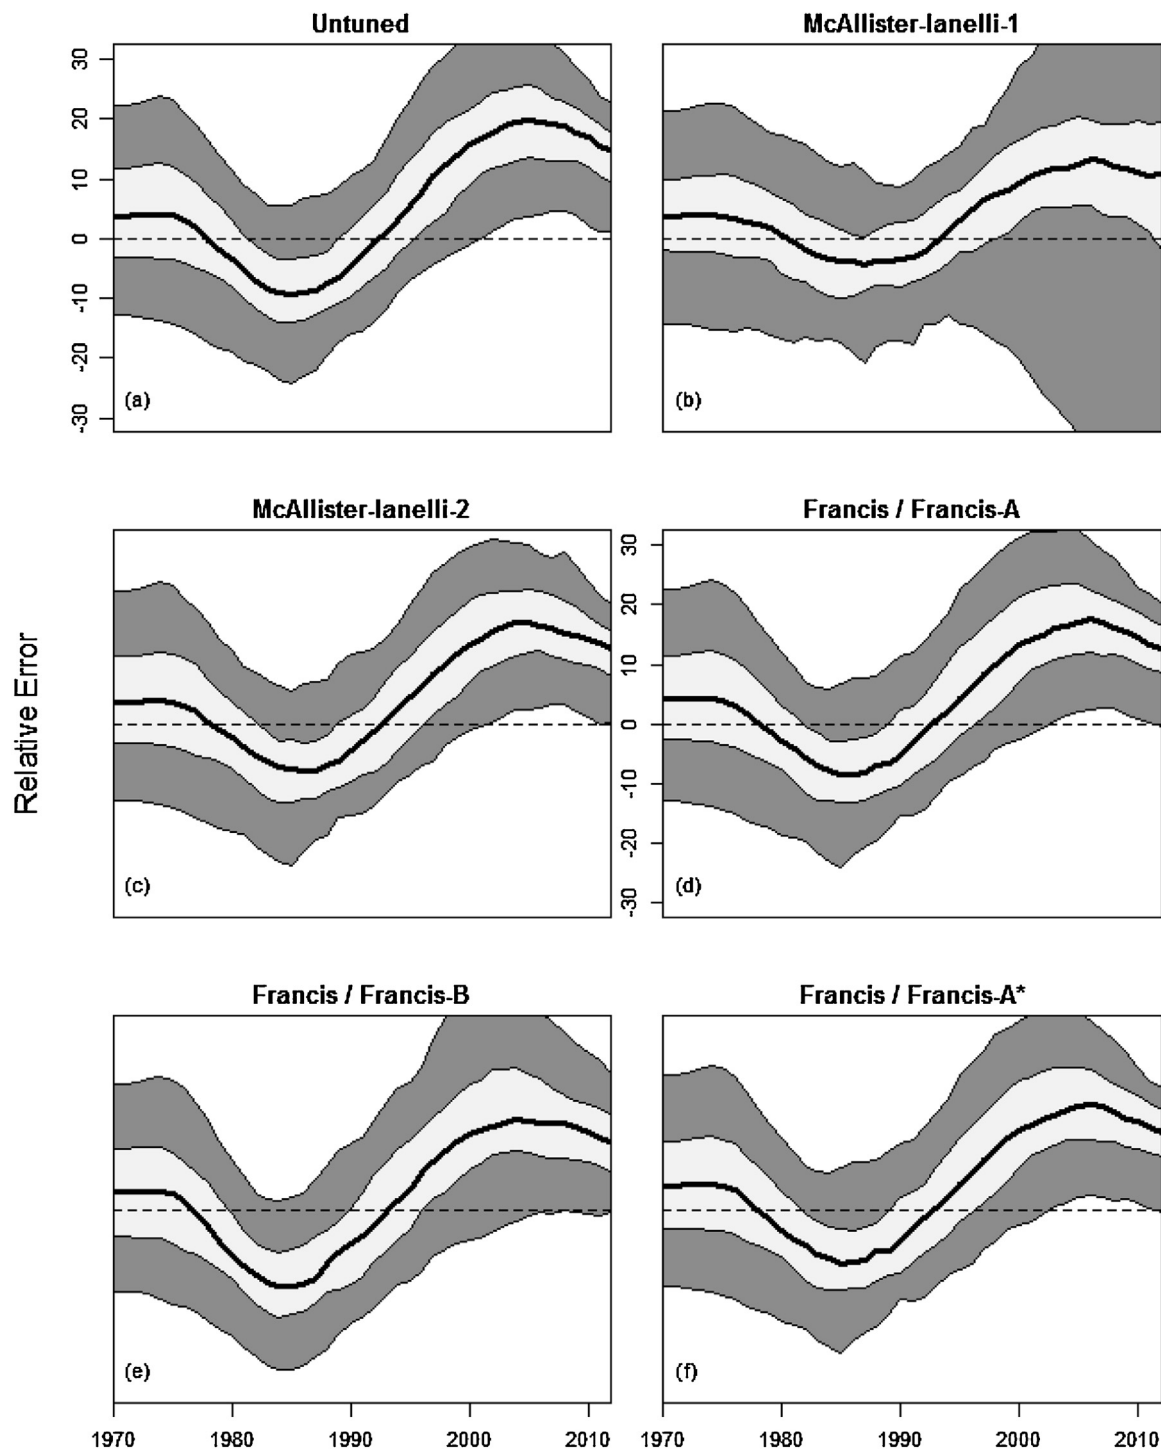 Untuned
McAllister-Ianelli-1
30
20
10
0
-10
-20
-30
(a)
(b)
McAllister-Ianelli-2
Francis / Francis-A
Relative Error
30
20
10
0
-10
-20
-30
(c)
(d)
Francis / Francis-B
Francis / Francis-A*
(e)
(f)
1970 1980 1990 2000 2010
1970 1980 1990 2000 2010